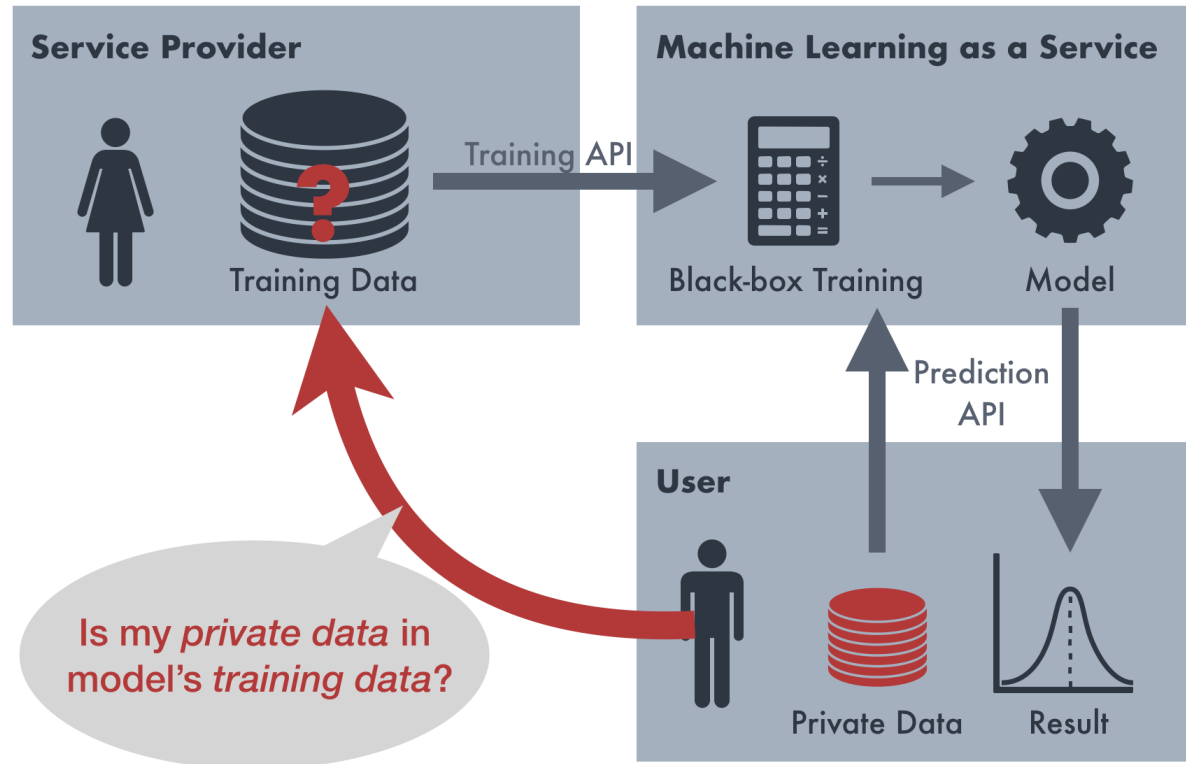 Service Provider
Machine Learning as a Service
Training API
÷
×
−
+
=
?
Training Data
Black-box Training
Model
Prediction
API
User
Is my private data in
model's training data?
Private Data
Result